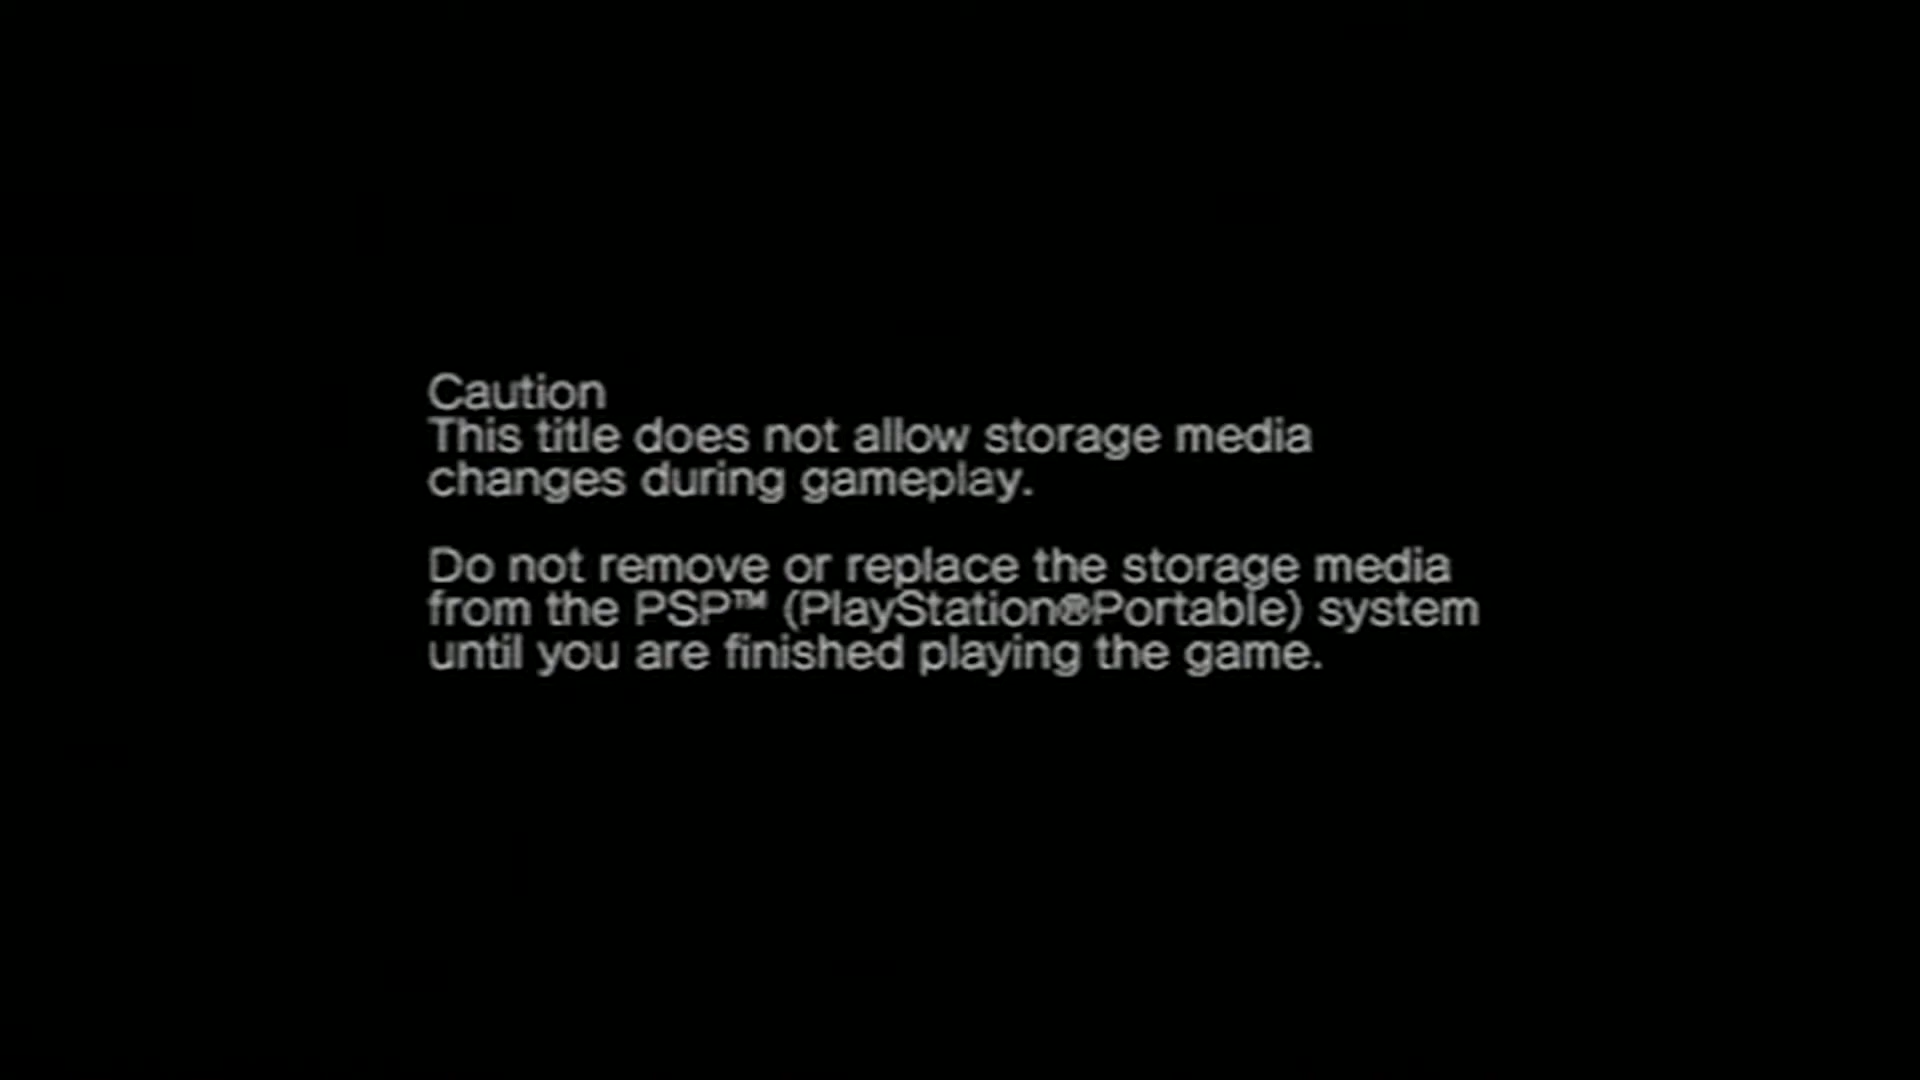 Caution
This title does not allow storage media
changes during gameplay.
Do not remove or replace the storage media
from the PSP™ (PlayStation®Portable) system
until you are finished playing the game.